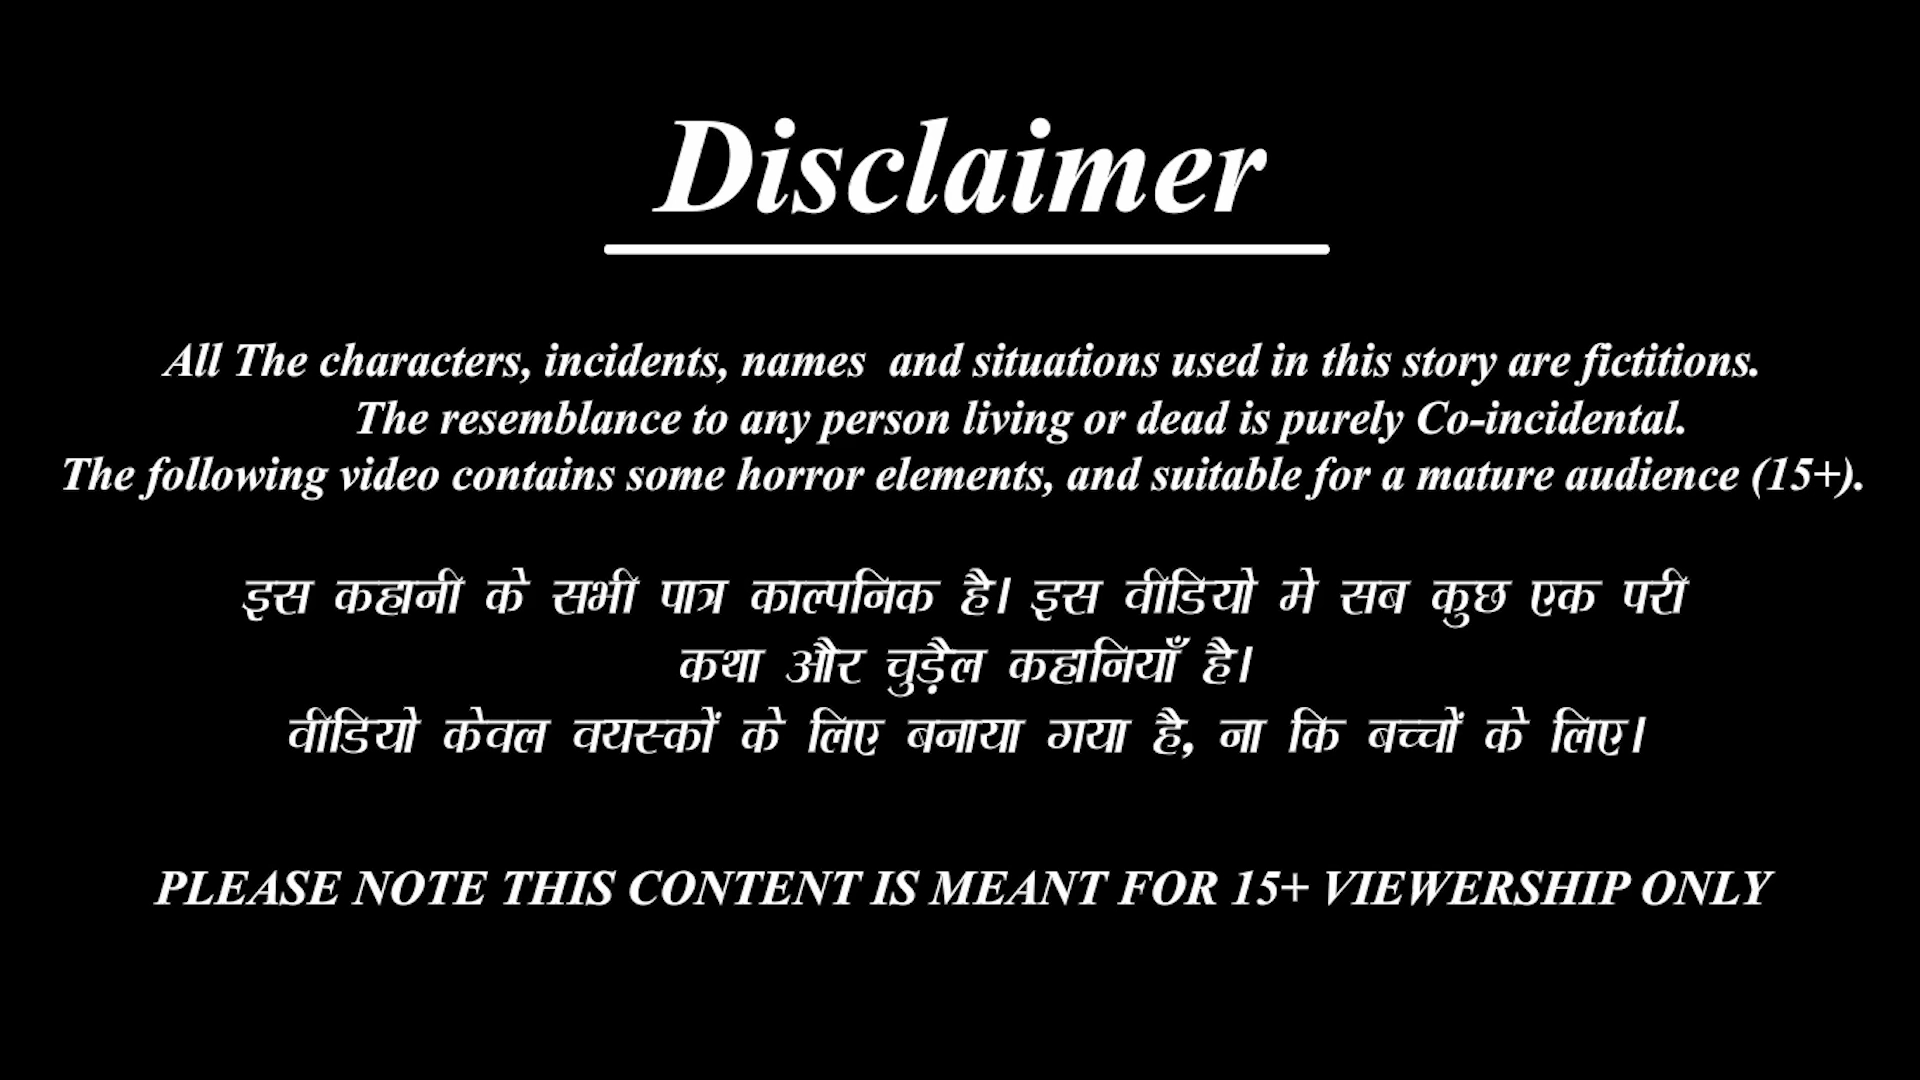 Disclaimer
All The characters, incidents, names and situations used in this story are fictitions.
The resemblance to any person living or dead is purely Co-incidental.
The following video contains some horror elements, and suitable for a mature audience (15+).
इस कहानी के सभी पात्र काल्पनिक है। इस वीडियो मे सब कुछ एक परी
कथा और चुड़ैल कहानियाँ है।
वीडियो केवल वयस्कों के लिए बनाया गया है, ना कि बच्चों के लिए।
PLEASE NOTE THIS CONTENT IS MEANT FOR 15+ VIEWERSHIP ONLY